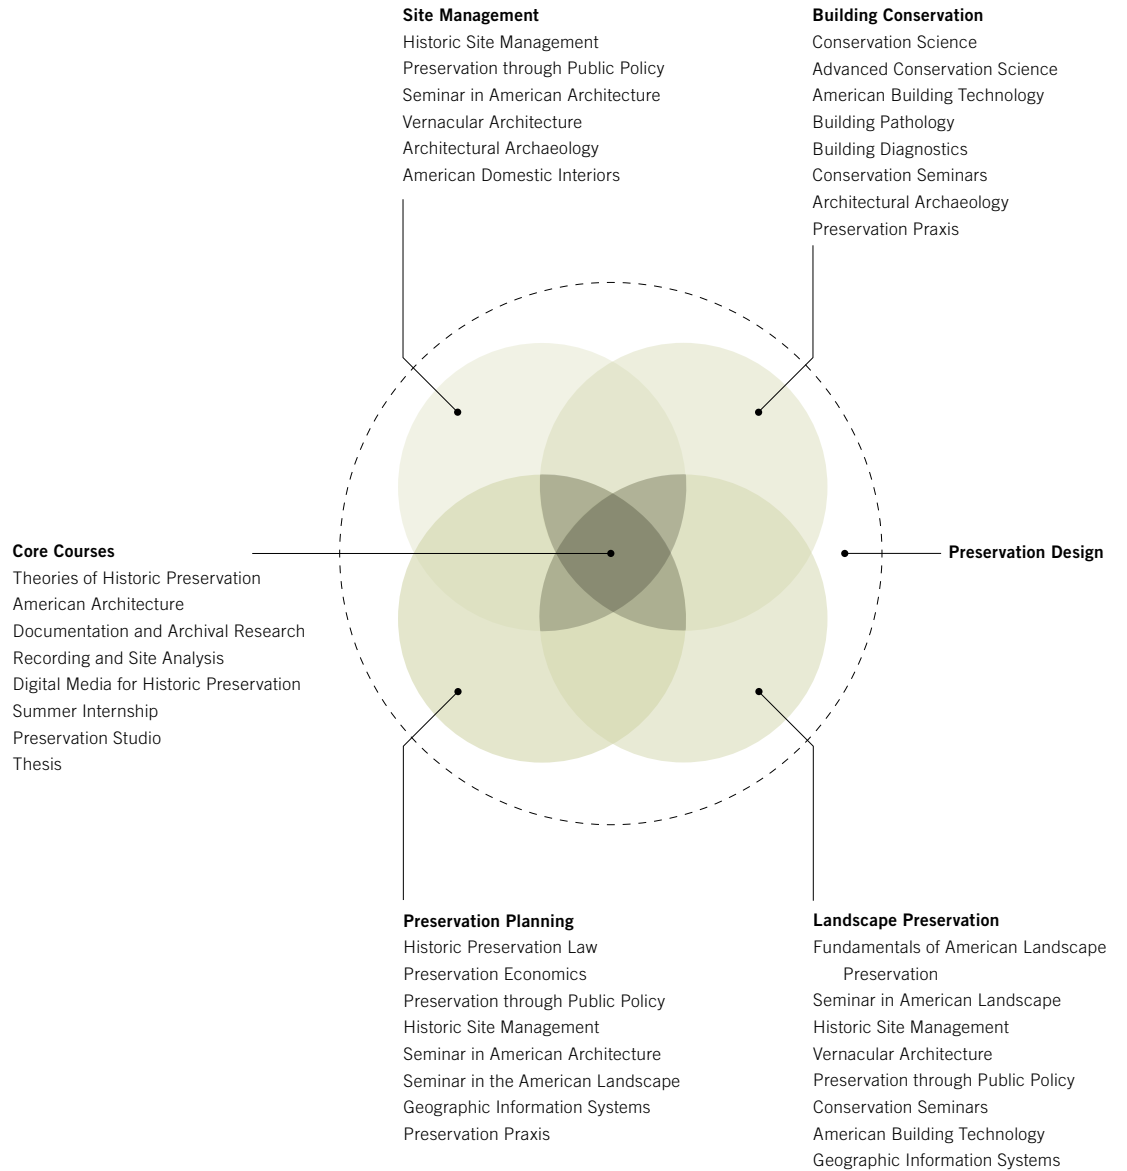 Site Management
Historic Site Management
Preservation through Public Policy
Seminar in American Architecture
Vernacular Architecture
Architectural Archaeology
American Domestic Interiors
Building Conservation
Conservation Science
Advanced Conservation Science
American Building Technology
Building Pathology
Building Diagnostics
Conservation Seminars
Architectural Archaeology
Preservation Praxis
Core Courses
Theories of Historic Preservation
American Architecture
Documentation and Archival Research
Recording and Site Analysis
Digital Media for Historic Preservation
Summer Internship
Preservation Studio
Thesis
Preservation Design
Preservation Planning
Historic Preservation Law
Preservation Economics
Preservation through Public Policy
Historic Site Management
Seminar in American Architecture
Seminar in the American Landscape
Geographic Information Systems
Preservation Praxis
Landscape Preservation
Fundamentals of American Landscape
Preservation
Seminar in American Landscape
Historic Site Management
Vernacular Architecture
Preservation through Public Policy
Conservation Seminars
American Building Technology
Geographic Information Systems